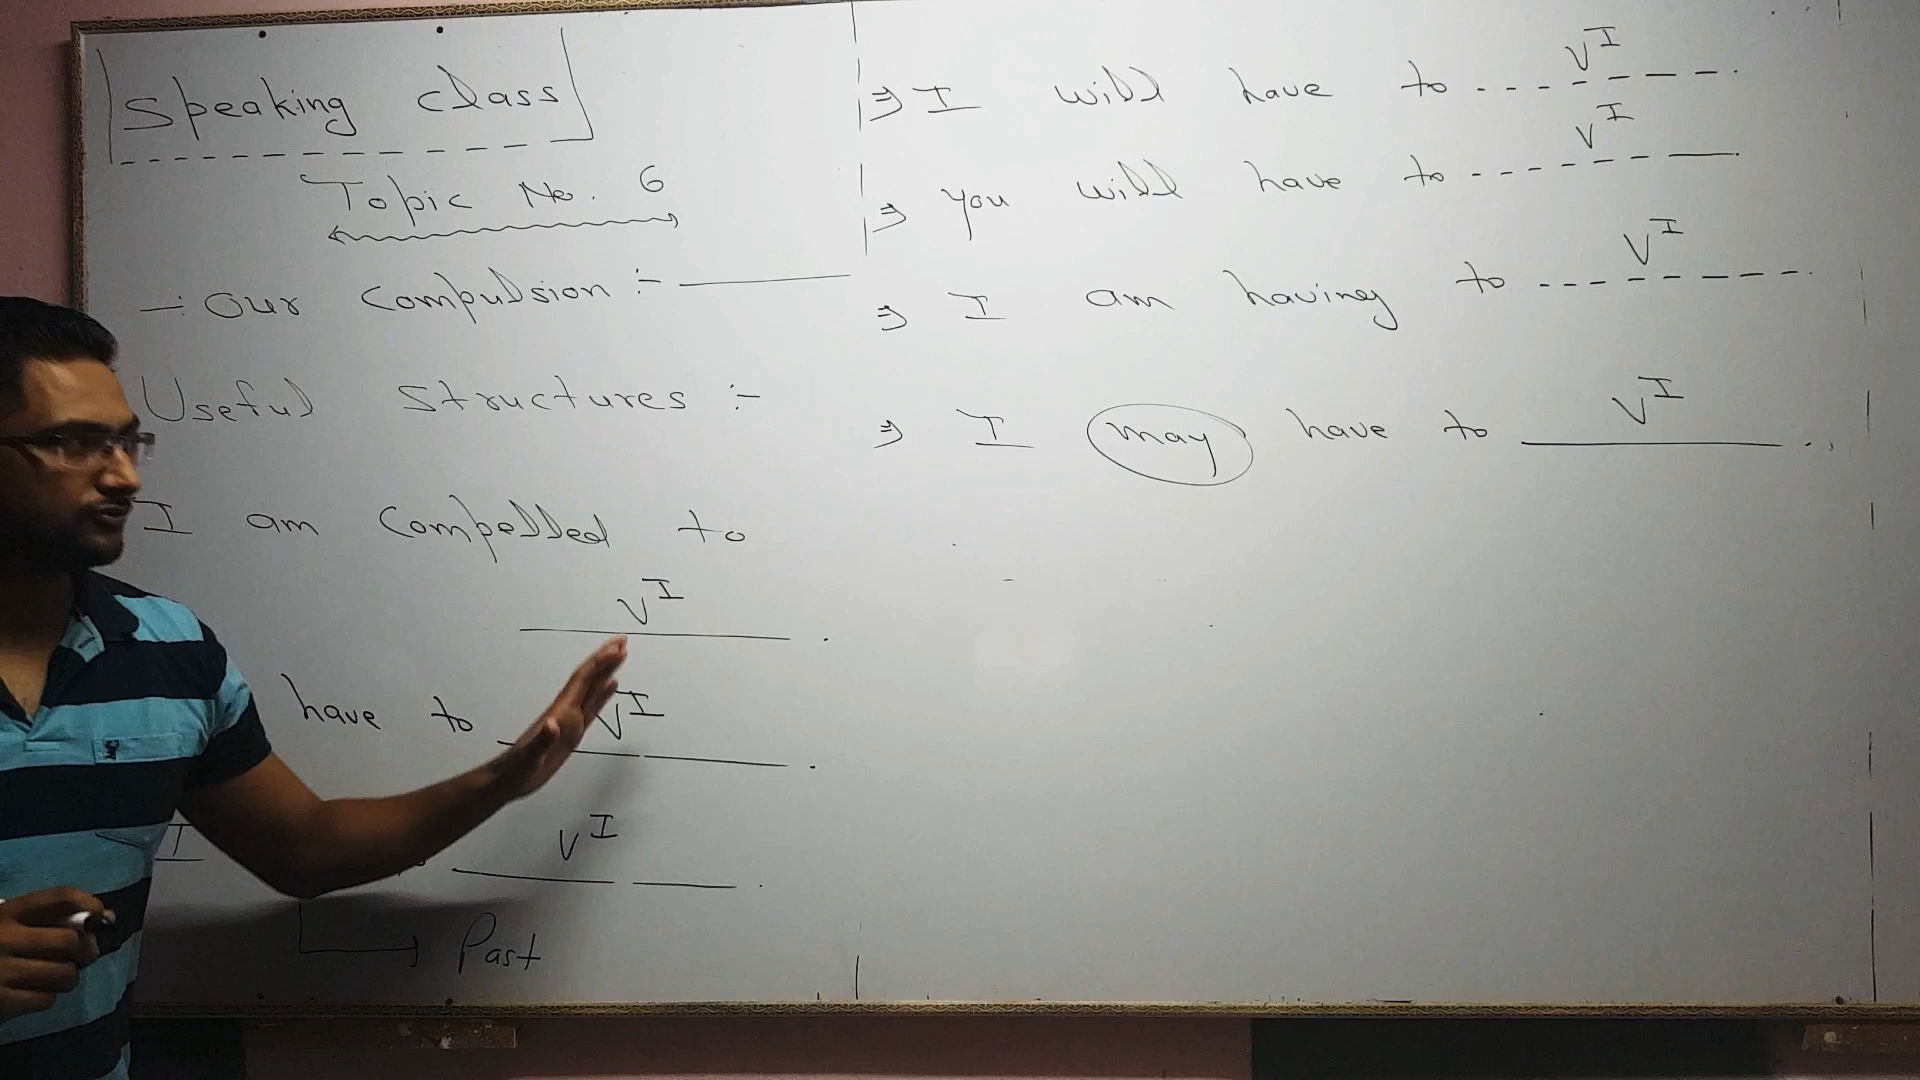 Speaking class
Topic No. 6
Our Compulsion :-
Useful Structures :-
I am Compelled to
V^I .
have to V^I .
I V^I .
Past
⇒ I will have to ------- V^I
⇒ you will have to ------- V^I
⇒ I am having to ------- V^I
⇒ I may have to V^I .